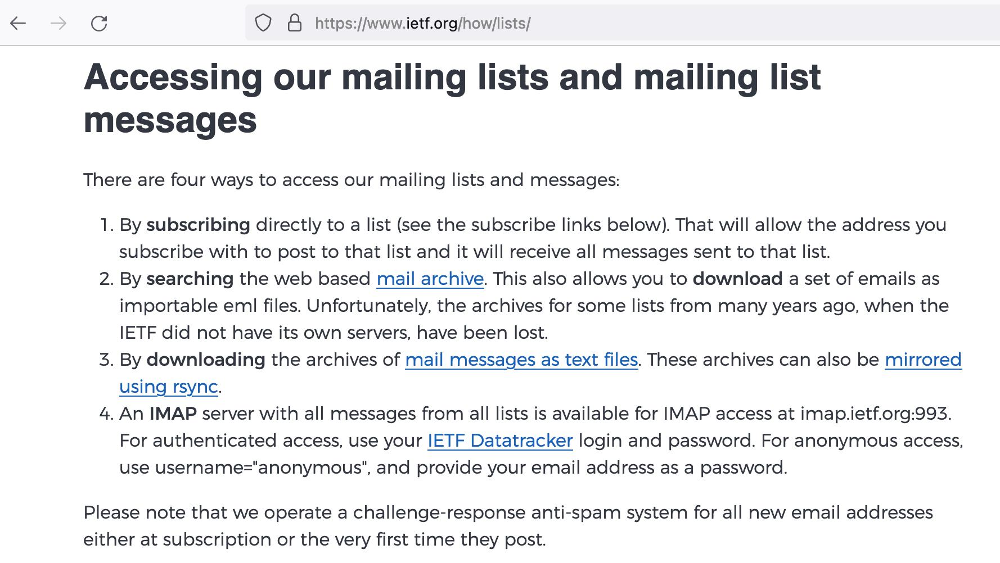 https://www.ietf.org/how/lists/
Accessing our mailing lists and mailing list
messages
There are four ways to access our mailing lists and messages:
1. By subscribing directly to a list (see the subscribe links below). That will allow the address you
subscribe with to post to that list and it will receive all messages sent to that list.
2. By searching the web based mail archive. This also allows you to download a set of emails as
importable eml files. Unfortunately, the archives for some lists from many years ago, when the
IETF did not have its own servers, have been lost.
3. By downloading the archives of mail messages as text files. These archives can also be mirrored
using rsync.
4. An IMAP server with all messages from all lists is available for IMAP access at imap.ietf.org:993.
For authenticated access, use your IETF Datatracker login and password. For anonymous access,
use username="anonymous", and provide your email address as a password.
Please note that we operate a challenge-response anti-spam system for all new email addresses
either at subscription or the very first time they post.